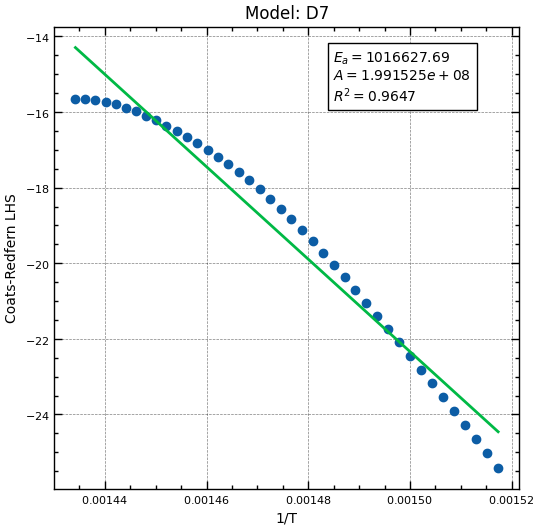 Model: D7
E_a = 1016627.69
A = 1.991525e + 08
R² = 0.9647
Coats-Redfern LHS
−14
−16
−18
−20
−22
−24
0.00144 0.00146 0.00148 0.00150 0.00152
1/T